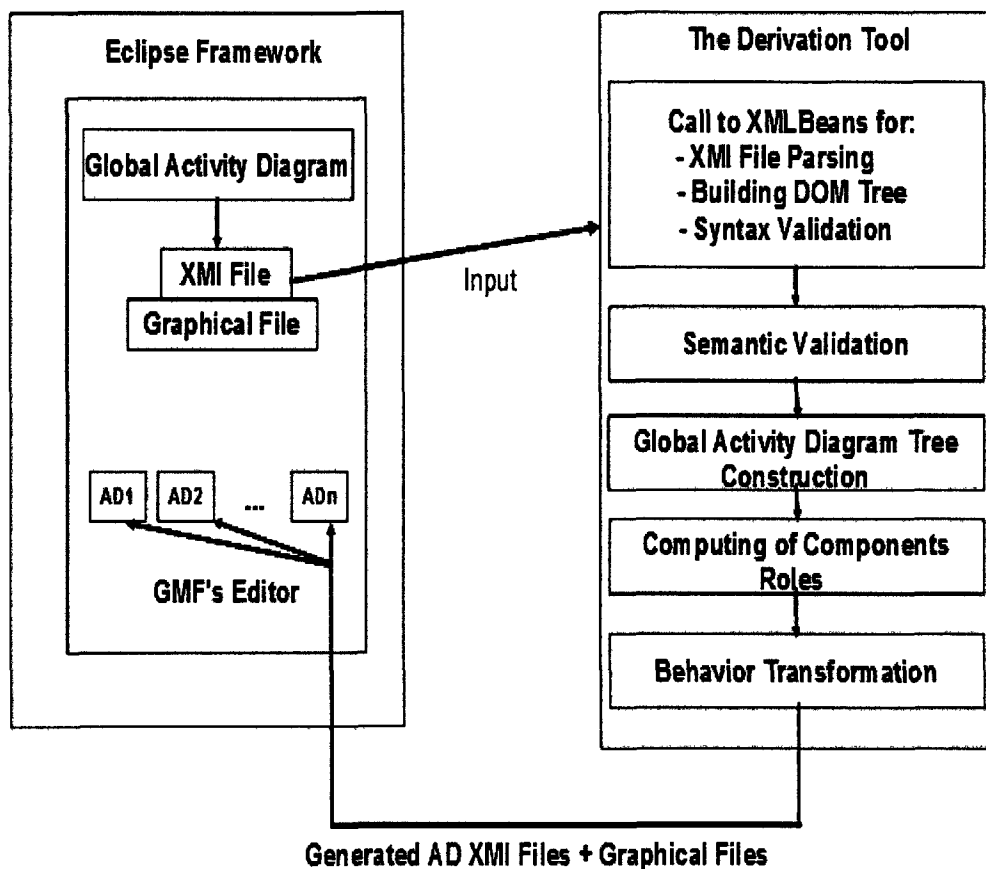 Eclipse Framework
Global Activity Diagram
XMI File
Graphical File
AD1
AD2
...
ADn
GMF's Editor
Input
The Derivation Tool
Call to XMLBeans for:
- XMI File Parsing
- Building DOM Tree
- Syntax Validation
Semantic Validation
Global Activity Diagram Tree
Construction
Computing of Components
Roles
Behavior Transformation
Generated AD XMI Files + Graphical Files